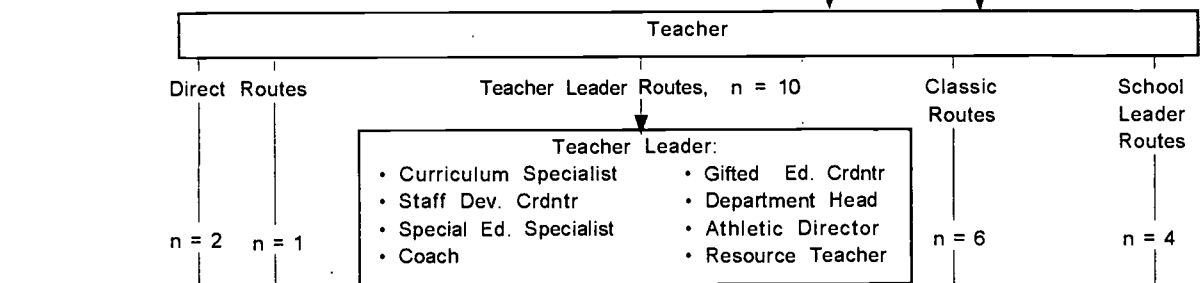 Teacher
Direct Routes
Teacher Leader Routes, n = 10
Classic
Routes
School
Leader
Routes
Teacher Leader:
• Curriculum Specialist
• Staff Dev. Crdntr
• Special Ed. Specialist
• Coach
• Gifted Ed. Crdntr
• Department Head
• Athletic Director
• Resource Teacher
n = 2
n = 1
n = 6
n = 4